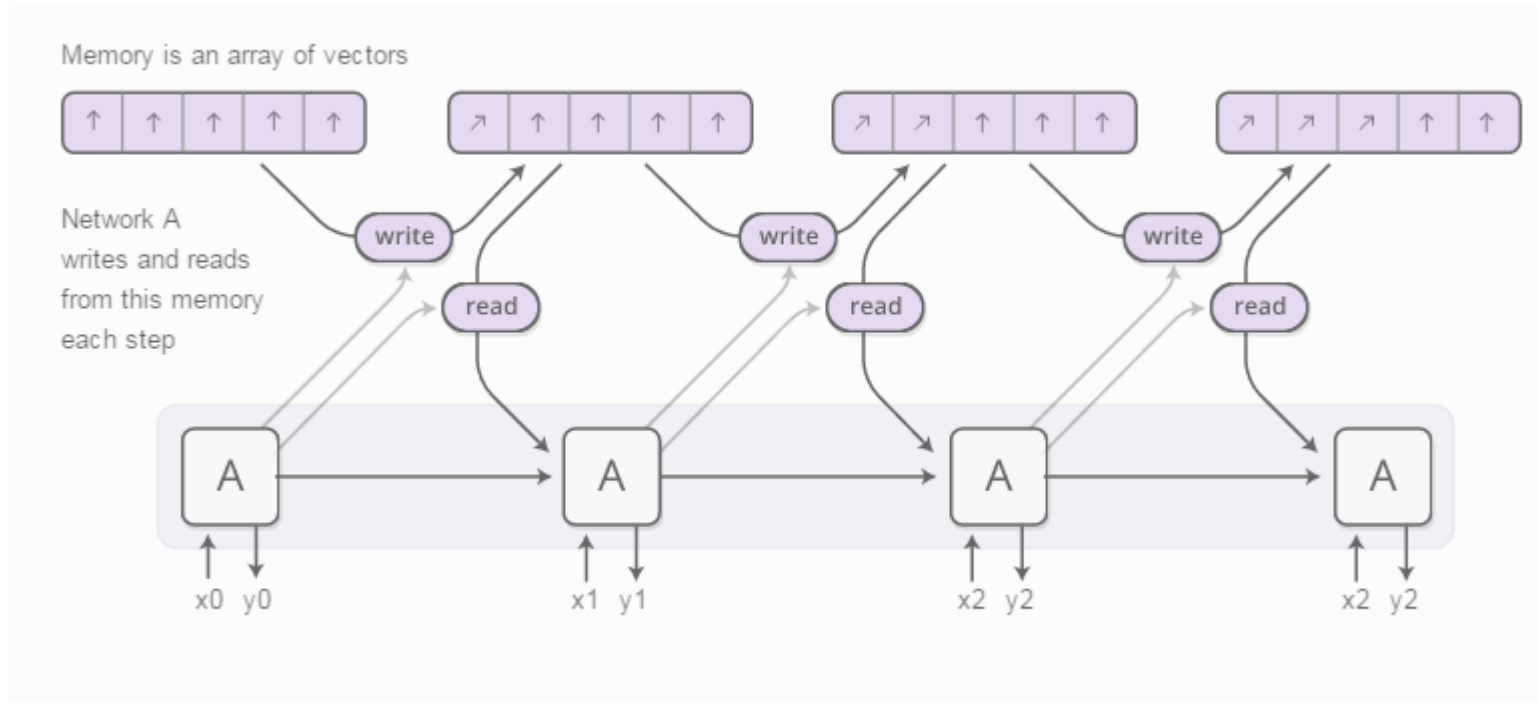 Memory is an array of vectors
↑ ↑ ↑ ↑ ↑ ↗ ↑ ↑ ↑ ↑ ↗ ↗ ↑ ↑ ↑ ↗ ↗ ↗ ↑ ↑
Network A
writes and reads
from this memory
each step
write write write
read read read
A A A A
x0 y0 x1 y1 x2 y2 x2 y2